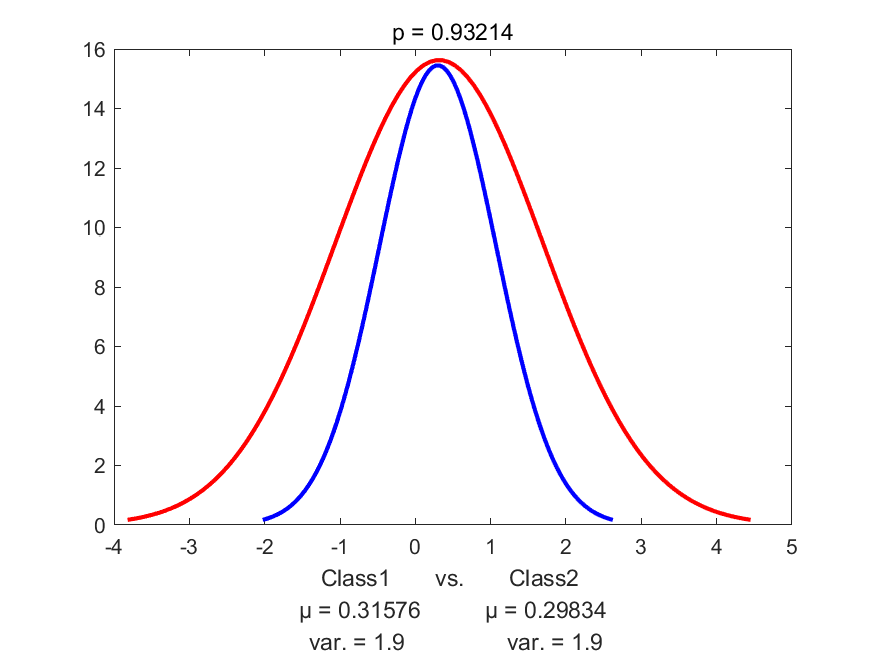 p = 0.93214
16
14
12
10
8
6
4
2
0
-4 -3 -2 -1 0 1 2 3 4 5
Class1 vs. Class2
μ = 0.31576 μ = 0.29834
var. = 1.9 var. = 1.9